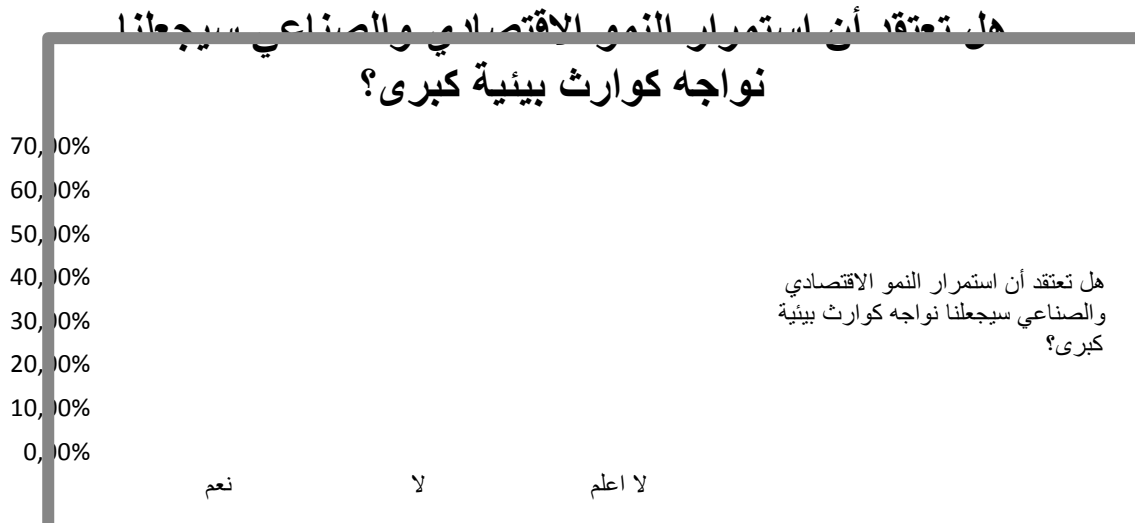 هل تعتقد أن استمرار النمو الاقتصادي والصناعي سيجعلنا
نواجه كوارث بيئية كبرى؟
70,00%
60,00%
50,00%
40,00%
30,00%
20,00%
10,00%
0,00%
نعم
لا
لا اعلم
هل تعتقد أن استمرار النمو الاقتصادي
والصناعي سيجعلنا نواجه كوارث بيئية
كبرى؟